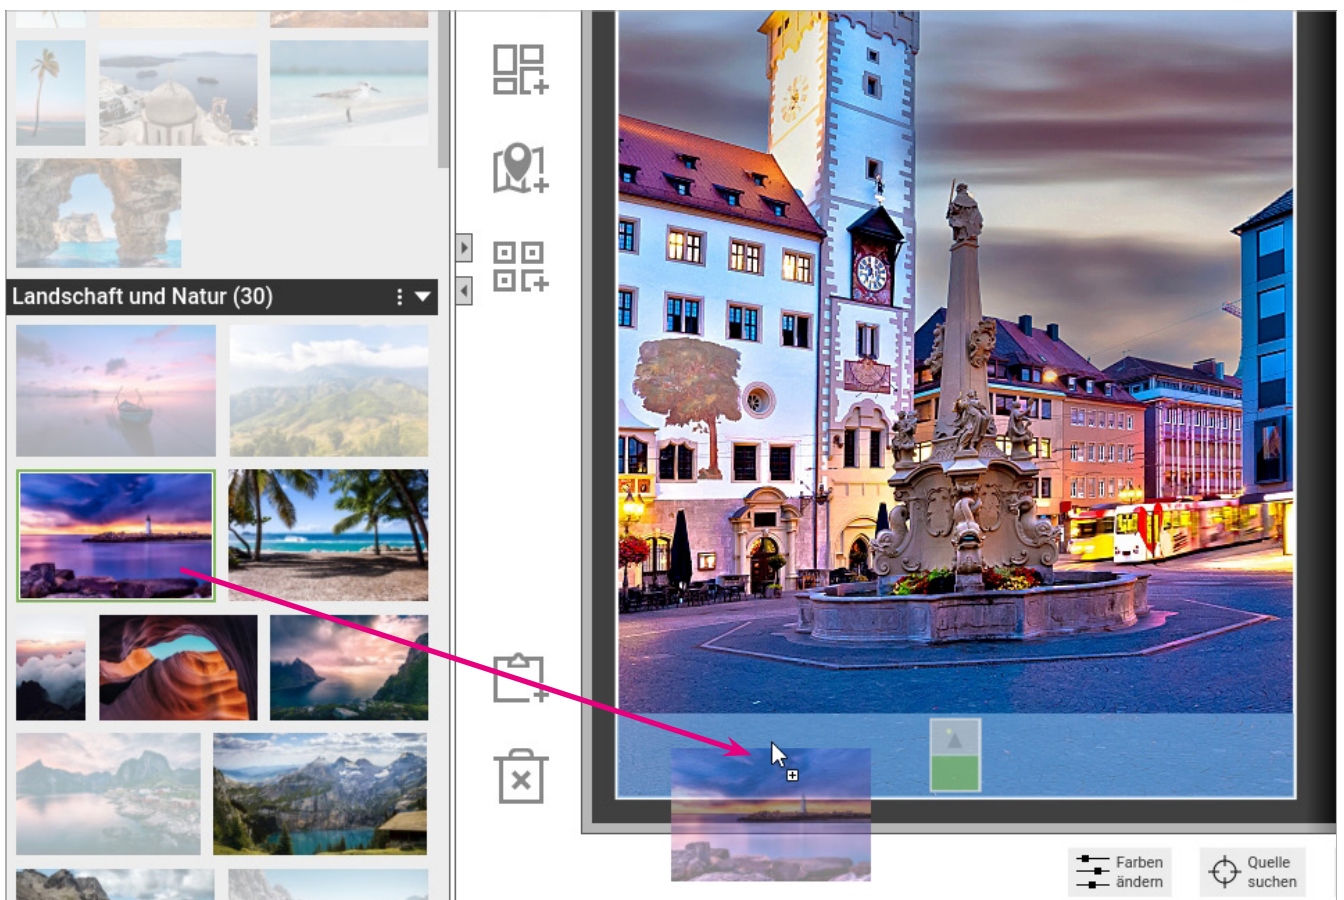 Landschaft und Natur (30)
Farben
ändern
Quelle
suchen